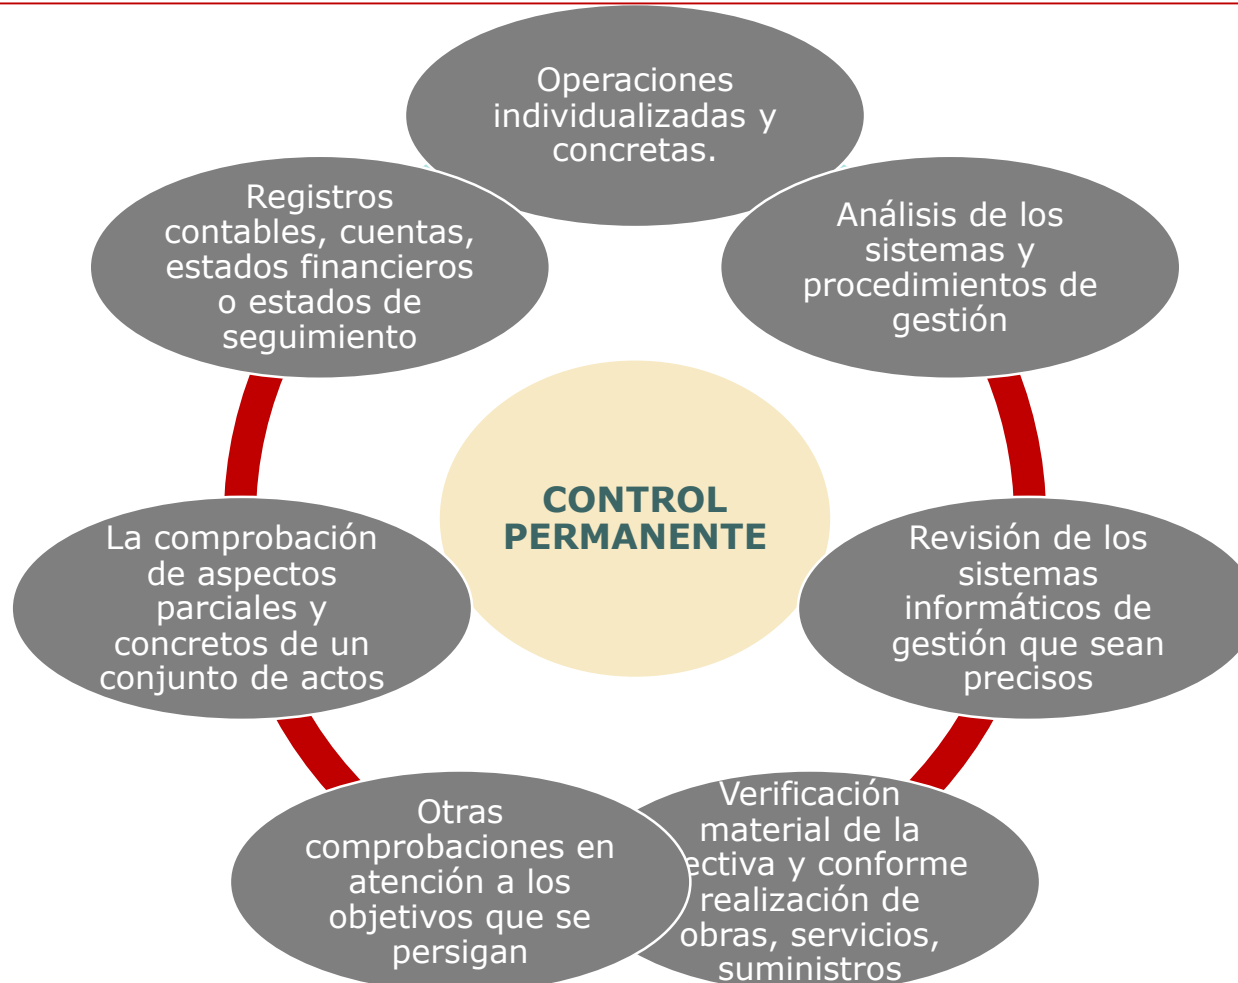 Operaciones
individualizadas y
concretas.
Análisis de los
sistemas y
procedimientos de
gestión
Revisión de los
sistemas
informáticos de
gestión que sean
precisos
Verificación
material de la
y conforme
realización de
obras, servicios,
suministros
Otras
comprobaciones en
atención a los
objetivos que se
persigan
La comprobación
de aspectos
parciales y
concretos de un
conjunto de actos
Registros
contables, cuentas,
estados financieros
o estados de
seguimiento
CONTROL
PERMANENTE